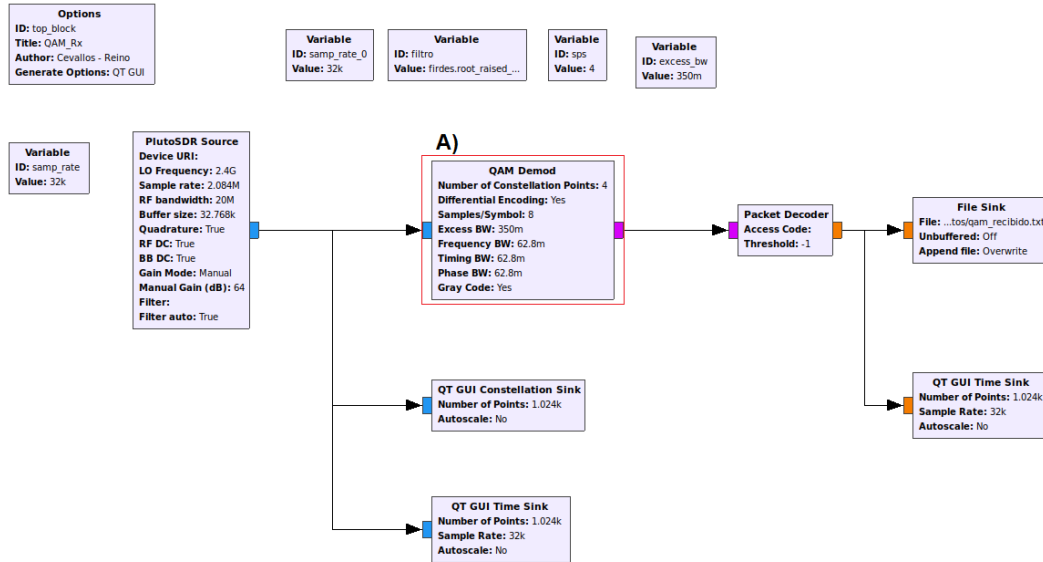 Options
ID: top_block
Title: QAM_Rx
Author: Cevallos - Reino
Generate Options: QT GUI
Variable
ID: samp_rate_0
Value: 32k
Variable
ID: filtro
Value: firdes.root_raised_...
Variable
ID: sps
Value: 4
Variable
ID: excess_bw
Value: 350m
Variable
ID: samp_rate
Value: 32k
PlutoSDR Source
Device URI:
LO Frequency: 2.4G
Sample rate: 2.084M
RF bandwidth: 20M
Buffer size: 32.768k
Quadrature: True
RF DC: True
BB DC: True
Gain Mode: Manual
Manual Gain (dB): 64
Filter:
Filter auto: True
A)
QAM Demod
Number of Constellation Points: 4
Differential Encoding: Yes
Samples/Symbol: 8
Excess BW: 350m
Frequency BW: 62.8m
Timing BW: 62.8m
Phase BW: 62.8m
Gray Code: Yes
Packet Decoder
Access Code:
Threshold: -1
File Sink
File: ...tos/qam_recibido.txt
Unbuffered: Off
Append file: Overwrite
QT GUI Constellation Sink
Number of Points: 1.024k
Autoscale: No
QT GUI Time Sink
Number of Points: 1.024k
Sample Rate: 32k
Autoscale: No
QT GUI Time Sink
Number of Points: 1.024k
Sample Rate: 32k
Autoscale: No